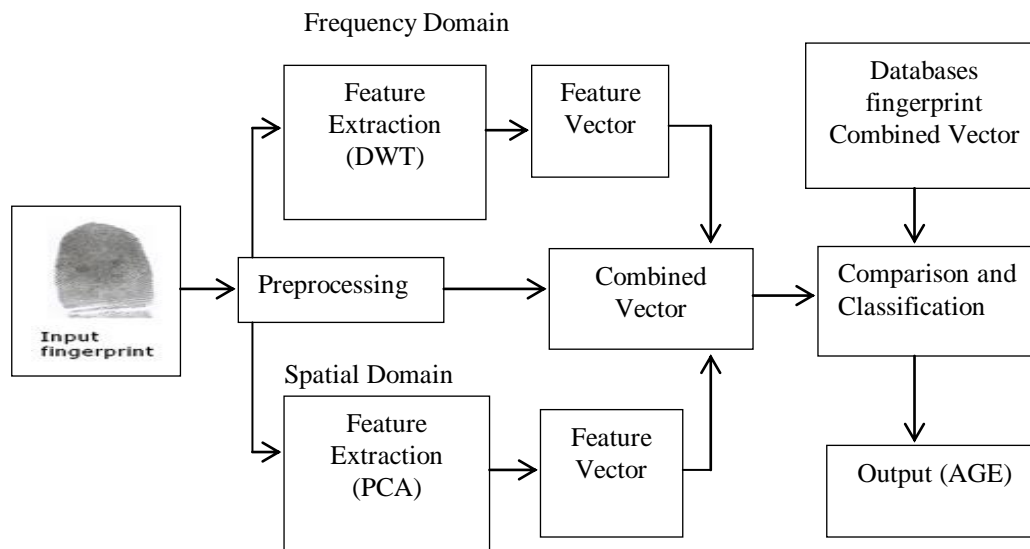 Frequency Domain
Feature
Extraction
(DWT)
Feature
Vector
Databases
fingerprint
Combined Vector
Input
fingerprint
Preprocessing
Combined
Vector
Comparison and
Classification
Spatial Domain
Feature
Extraction
(PCA)
Feature
Vector
Output (AGE)